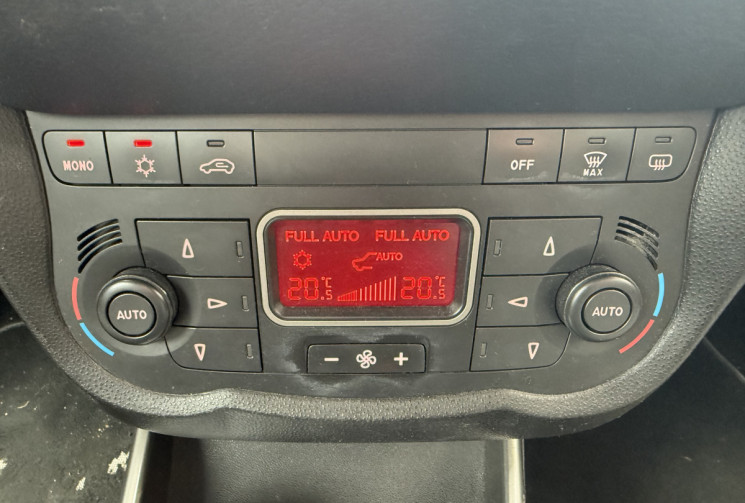 MONO
OFF
MAX
FULL AUTO FULL AUTO
AUTO
20.5°C 20.5°C
AUTO
AUTO
- +